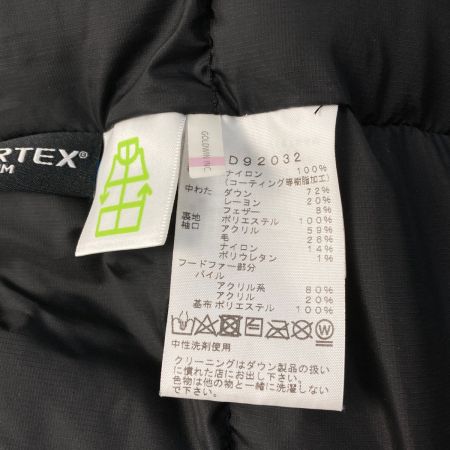 RTEX®
M
GOLDWIN INC.
D92032
ナイロン 100%
(コーティング等樹脂加工)
中わた ダウン 72%
レーヨン 20%
フェザー 8%
裏地 ポリエステル 100%
袖口 アクリル 59%
毛 26%
ナイロン 14%
ポリウレタン 1%
フードファー部分
パイル
アクリル系 80%
アクリル 20%
基布 ポリエステル 100%
W
中性洗剤使用
クリーニングはダウン製品の扱い
に慣れた店にお出し下さい。
色物は他の物と一緒に洗濯しない
で下さい。